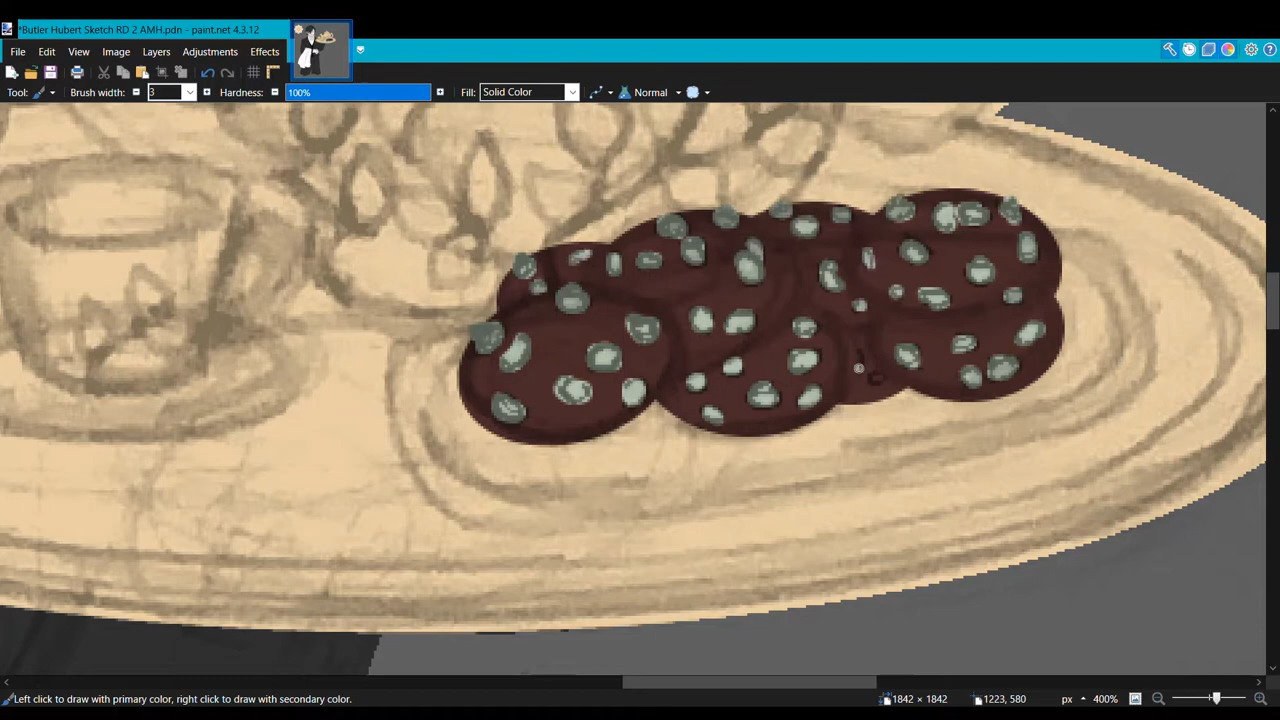 *Butler Hubert Sketch RD 2 AMH.pdn - paint.net 4.3.12
File Edit View Image Layers Adjustments Effects
Tool: Brush width: 3 Hardness: 100% Fill: Solid Color Normal
Left click to draw with primary color, right click to draw with secondary color. 1842 × 1842 1223, 580 px 400%